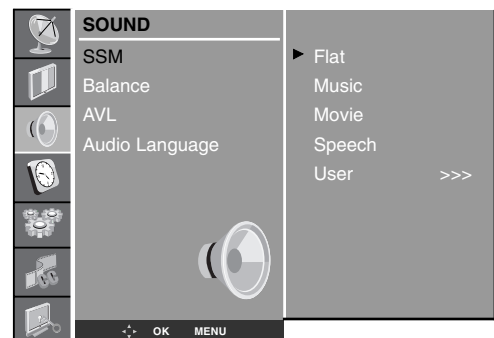 SOUND
SSM
Balance
AVL
Audio Language
Flat
Music
Movie
Speech
User >>>
OK MENU